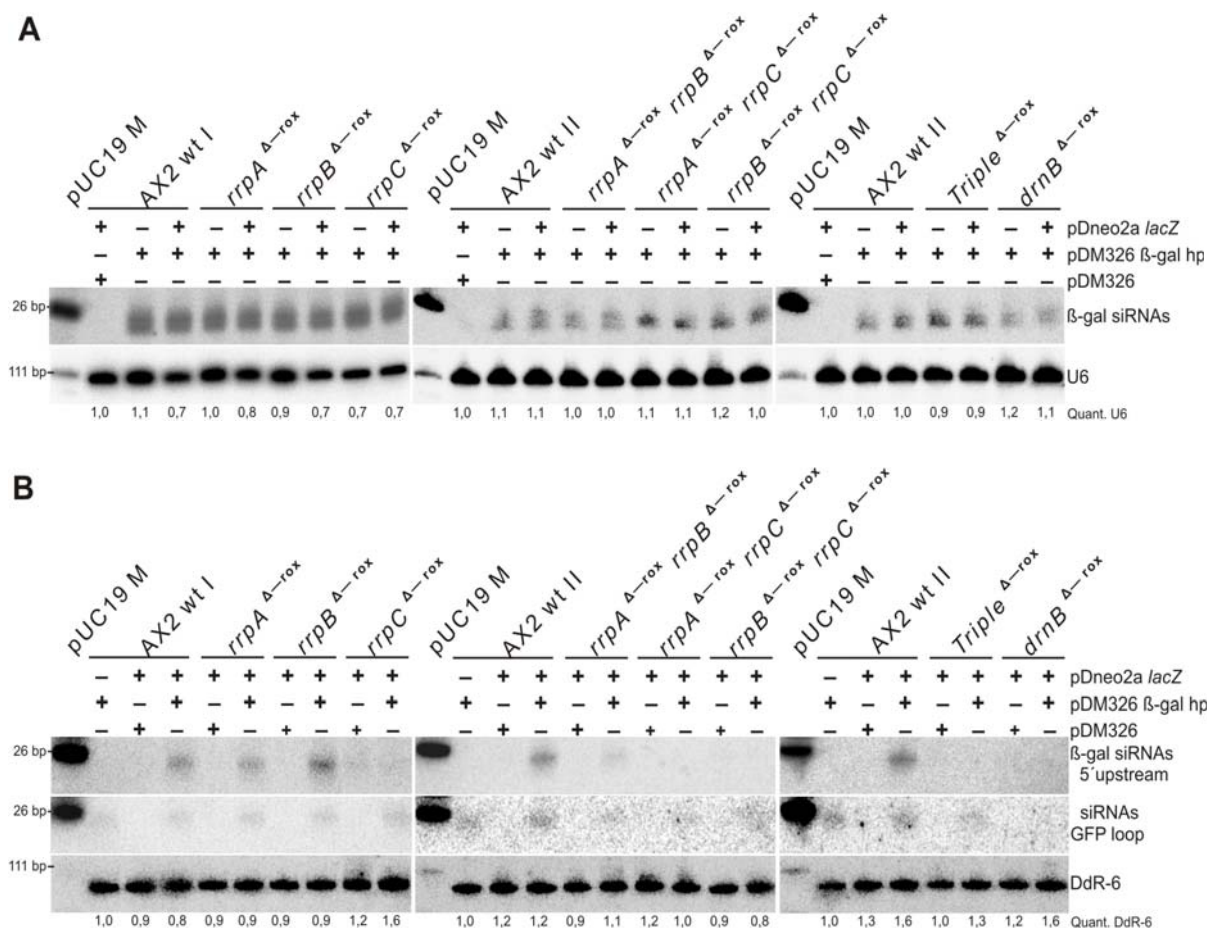 A
pUC19 M AX2 wt I rrpA Δ—rox rrpB Δ—rox rrpC Δ—rox pUC19 M AX2 wt II rrpA Δ—rox rrpB Δ—rox rrpA Δ—rox rrpC Δ—rox rrpB Δ—rox rrpC Δ—rox pUC19 M AX2 wt II Triple Δ—rox drnB Δ—rox
+ − + − + − + − + + − + − + − + − + + − + − + − + pDneo2a lacZ
− + + + + + + + + − + + + + + + + + − + + + + + + pDM326 ß-gal hp
+ − − − − − − − − + − − − − − − − − + − − − − − − pDM326
26 bp ß-gal siRNAs
111 bp U6
1,0 1,1 0,7 1,0 0,8 0,9 0,7 0,7 0,7 1,0 1,1 1,1 1,0 1,0 1,1 1,1 1,2 1,0 1,0 1,0 1,0 0,9 0,9 1,2 1,1 Quant. U6
B
pUC19 M AX2 wt I rrpA Δ—rox rrpB Δ—rox rrpC Δ—rox pUC19 M AX2 wt II rrpA Δ—rox rrpB Δ—rox rrpA Δ—rox rrpC Δ—rox rrpB Δ—rox rrpC Δ—rox pUC19 M AX2 wt II Triple Δ—rox drnB Δ—rox
− + + + + + + + + − + + + + + + + + − + + + + + + pDneo2a lacZ
+ − + − + − + − + + − + − + − + − + + − + − + − + pDM326 ß-gal hp
− + − + − + − + − − + − + − + − + − − + − + − + − pDM326
26 bp ß-gal siRNAs
5´upstream
26 bp siRNAs
GFP loop
111 bp DdR-6
1,0 0,9 0,8 0,9 0,9 0,9 0,9 1,2 1,6 1,0 1,2 1,2 0,9 1,1 1,2 1,0 0,9 0,8 1,0 1,3 1,6 1,0 1,3 1,2 1,6 Quant. DdR-6